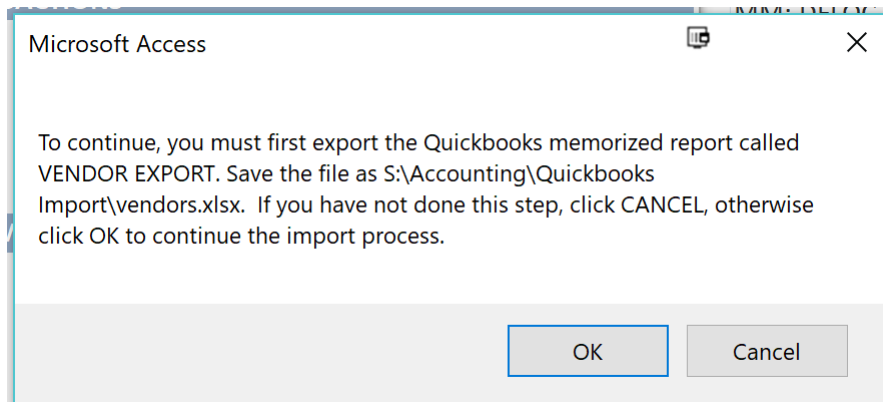 Microsoft Access
To continue, you must first export the Quickbooks memorized report called
VENDOR EXPORT. Save the file as S:\Accounting\Quickbooks
Import\vendors.xlsx.  If you have not done this step, click CANCEL, otherwise
click OK to continue the import process.
OK
Cancel